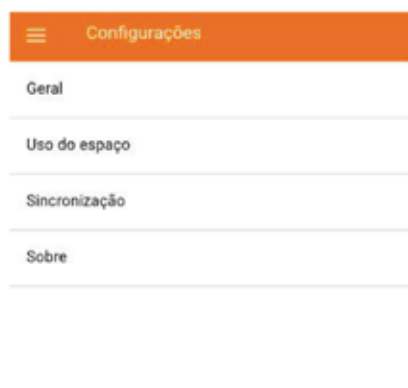 Configurações
Geral
Uso do espaço
Sincronização
Sobre